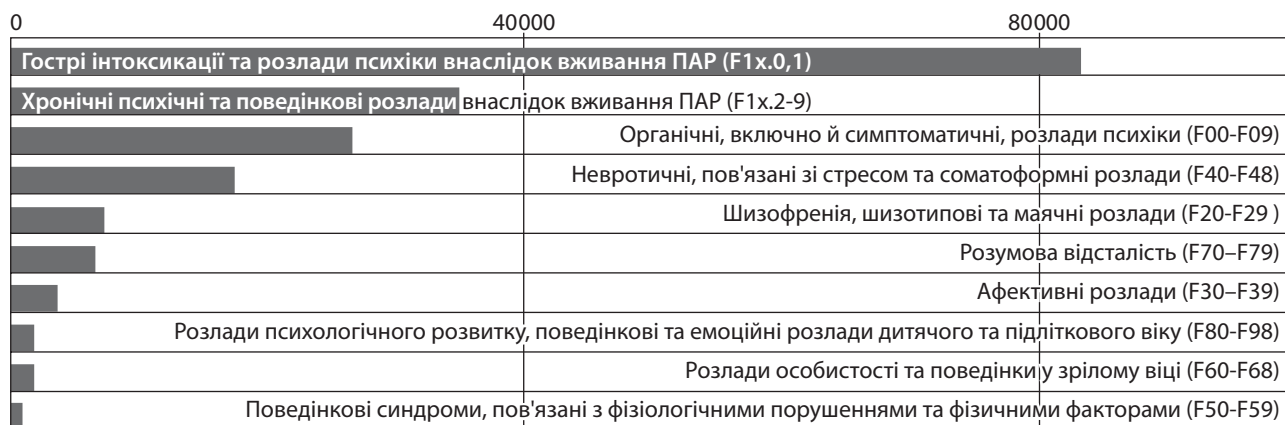 0 40000 80000
Гострі інтоксикації та розлади психіки внаслідок вживання ПАР (F1x.0,1)
Хронічні психічні та поведінкові розлади внаслідок вживання ПАР (F1x.2-9)
Органічні, включно й симптоматичні, розлади психіки (F00-F09)
Невротичні, пов'язані зі стресом та соматоформні розлади (F40-F48)
Шизофренія, шизотипові та маячні розлади (F20-F29 )
Розумова відсталість (F70–F79)
Афективні розлади (F30–F39)
Розлади психологічного розвитку, поведінкові та емоційні розлади дитячого та підліткового віку (F80-F98)
Розлади особистості та поведінки у зрілому віці (F60-F68)
Поведінкові синдроми, пов'язані з фізіологічними порушеннями та фізичними факторами (F50-F59)